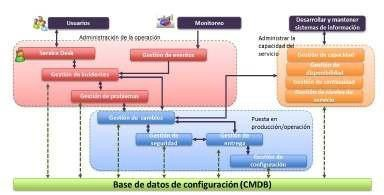 Usuarios
Monitoreo
Desarrollar y mantener
sistemas de información
Administración de la operación
Service Desk
Gestión de eventos
Gestión de incidentes
Gestión de problemas
Administrar la
capacidad del
servicio
Gestión de capacidad
Gestión de
disponibilidad
Gestión de continuidad
Gestión de niveles de
servicio
Gestión de cambios
Puesta en
producción/operación
Gestión de
seguridad
Gestión de
entrega
Gestión de
configuración
Base de datos de configuración (CMDB)